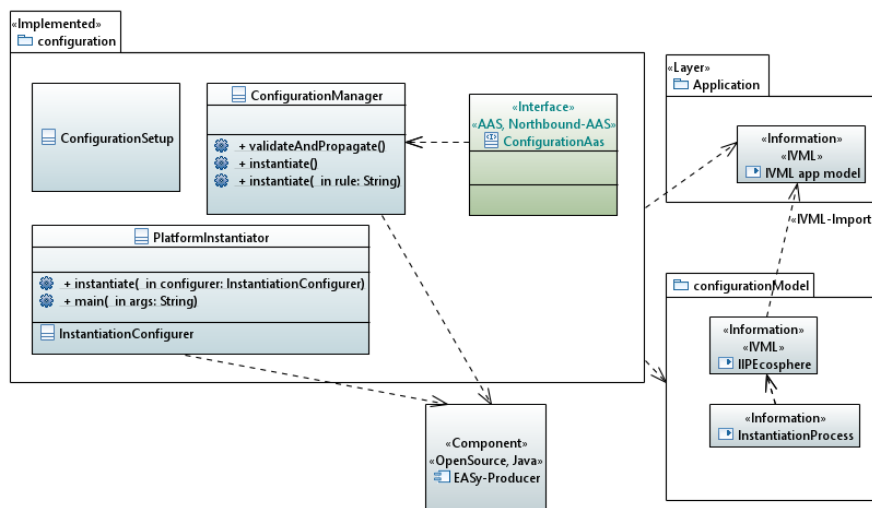 «Implemented»
configuration
ConfigurationSetup
ConfigurationManager
+ validateAndPropagate()
+ instantiate()
+ instantiate( in rule: String)
«Interface»
«AAS, Northbound-AAS»
ConfigurationAas
PlatformInstantiator
+ instantiate( in configurer: InstantiationConfigurer)
+ main( in args: String)
InstantiationConfigurer
«Component»
«OpenSource, Java»
EASy-Producer
«Layer»
Application
«Information»
«IVML»
IVML app model
«IVML-Import
configurationModel
«Information»
«IVML»
IIPEcosphere
«Information»
InstantiationProcess